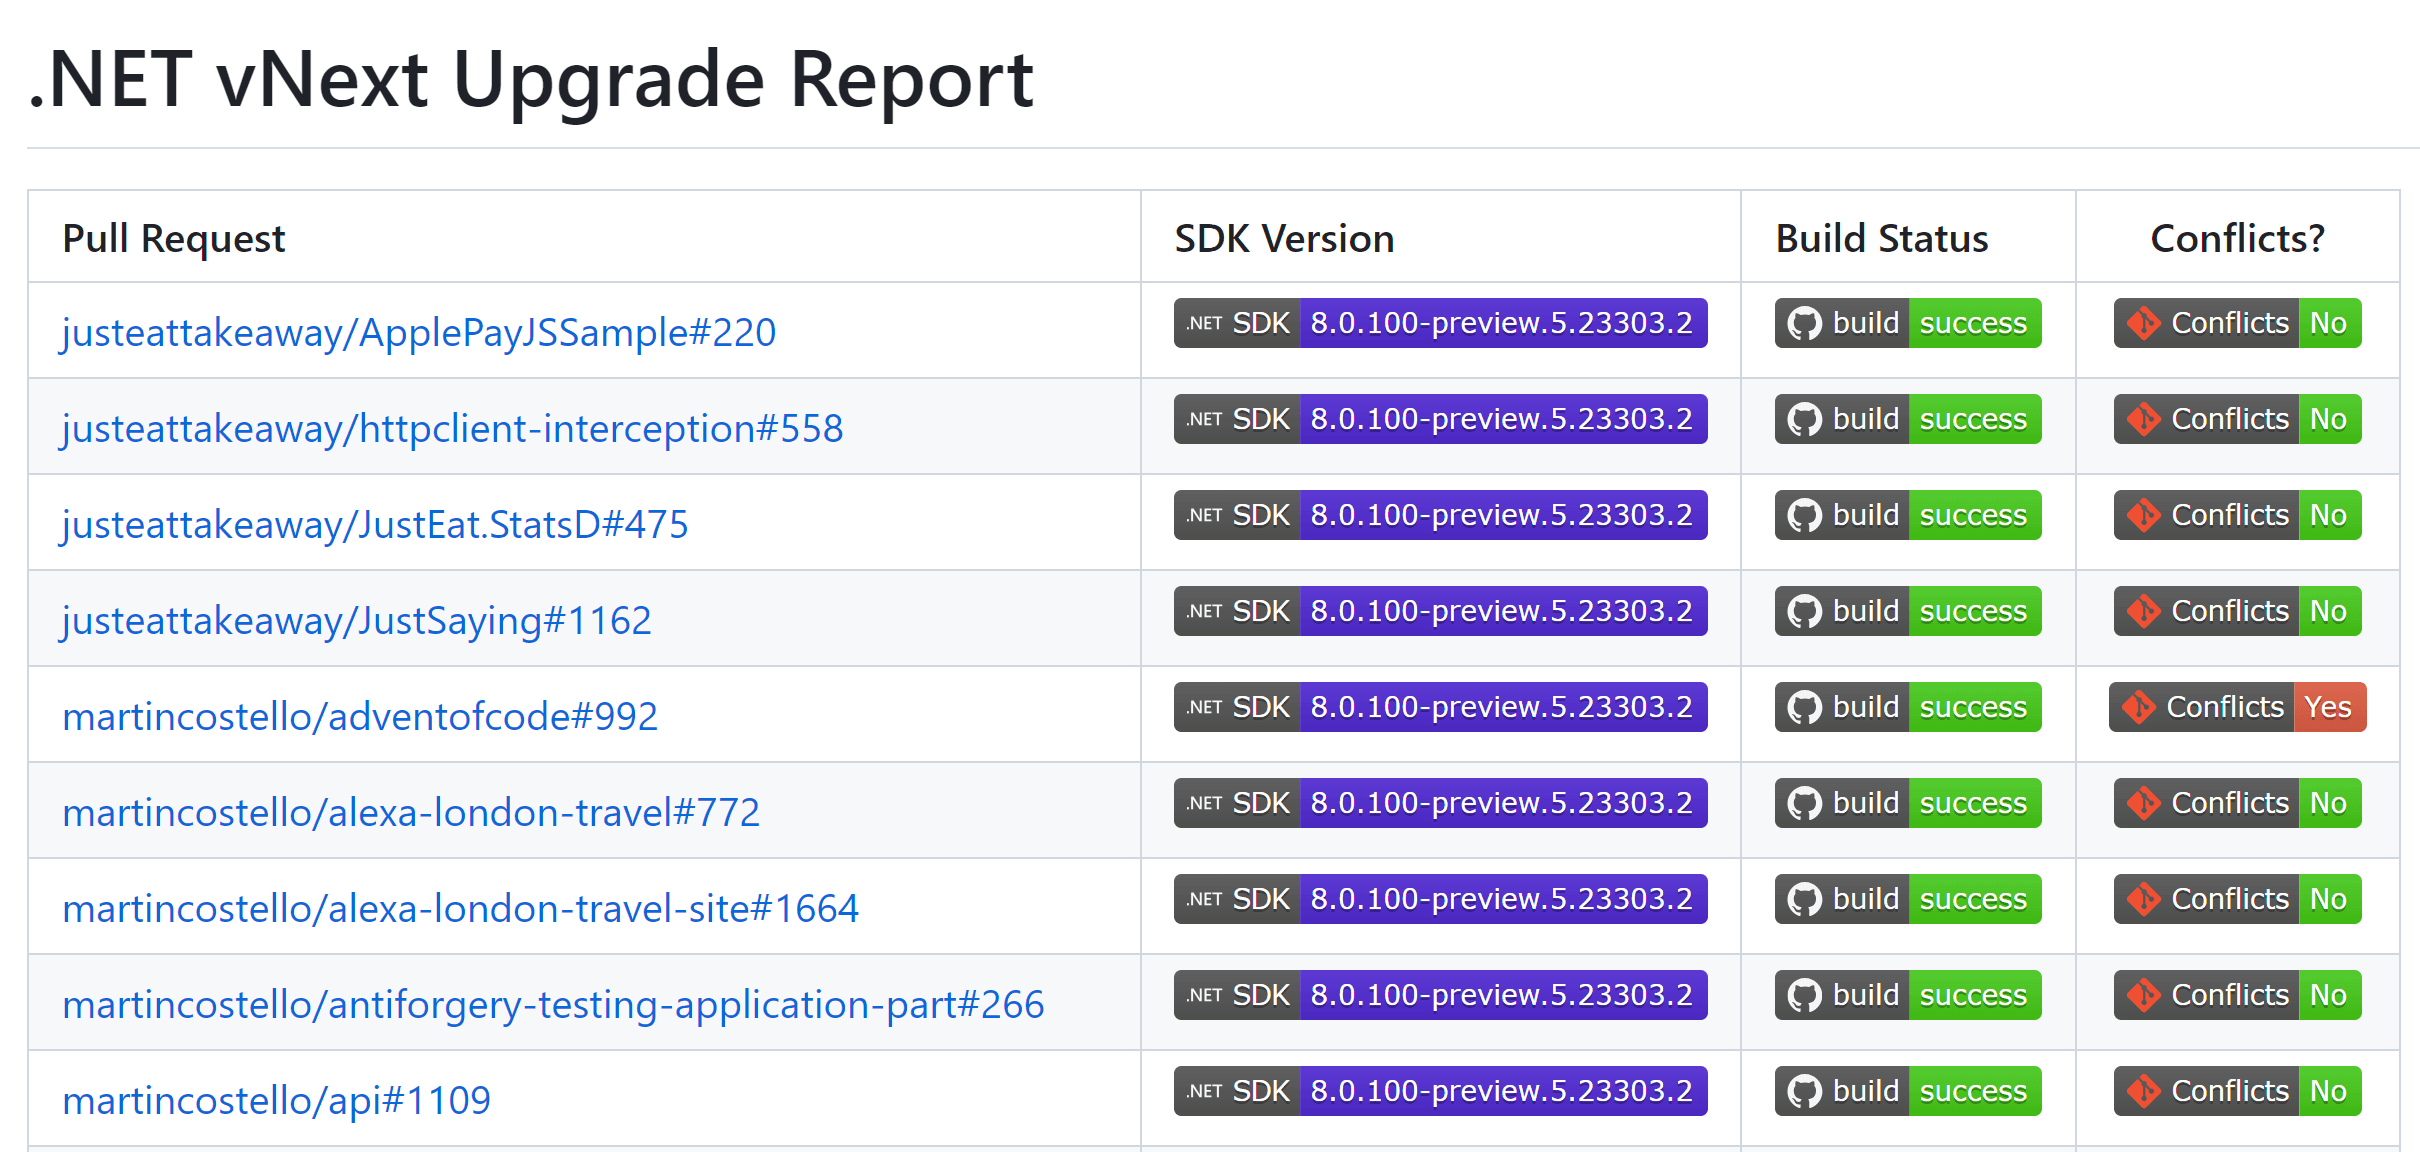 .NET vNext Upgrade Report
Pull Request SDK Version Build Status Conflicts?
justeattakeaway/ApplePayJSSample#220 .NET SDK 8.0.100-preview.5.23303.2 build success Conflicts No
justeattakeaway/httpclient-interception#558 .NET SDK 8.0.100-preview.5.23303.2 build success Conflicts No
justeattakeaway/JustEat.StatsD#475 .NET SDK 8.0.100-preview.5.23303.2 build success Conflicts No
justeattakeaway/JustSaying#1162 .NET SDK 8.0.100-preview.5.23303.2 build success Conflicts No
martincostello/adventofcode#992 .NET SDK 8.0.100-preview.5.23303.2 build success Conflicts Yes
martincostello/alexa-london-travel#772 .NET SDK 8.0.100-preview.5.23303.2 build success Conflicts No
martincostello/alexa-london-travel-site#1664 .NET SDK 8.0.100-preview.5.23303.2 build success Conflicts No
martincostello/antiforgery-testing-application-part#266 .NET SDK 8.0.100-preview.5.23303.2 build success Conflicts No
martincostello/api#1109 .NET SDK 8.0.100-preview.5.23303.2 build success Conflicts No